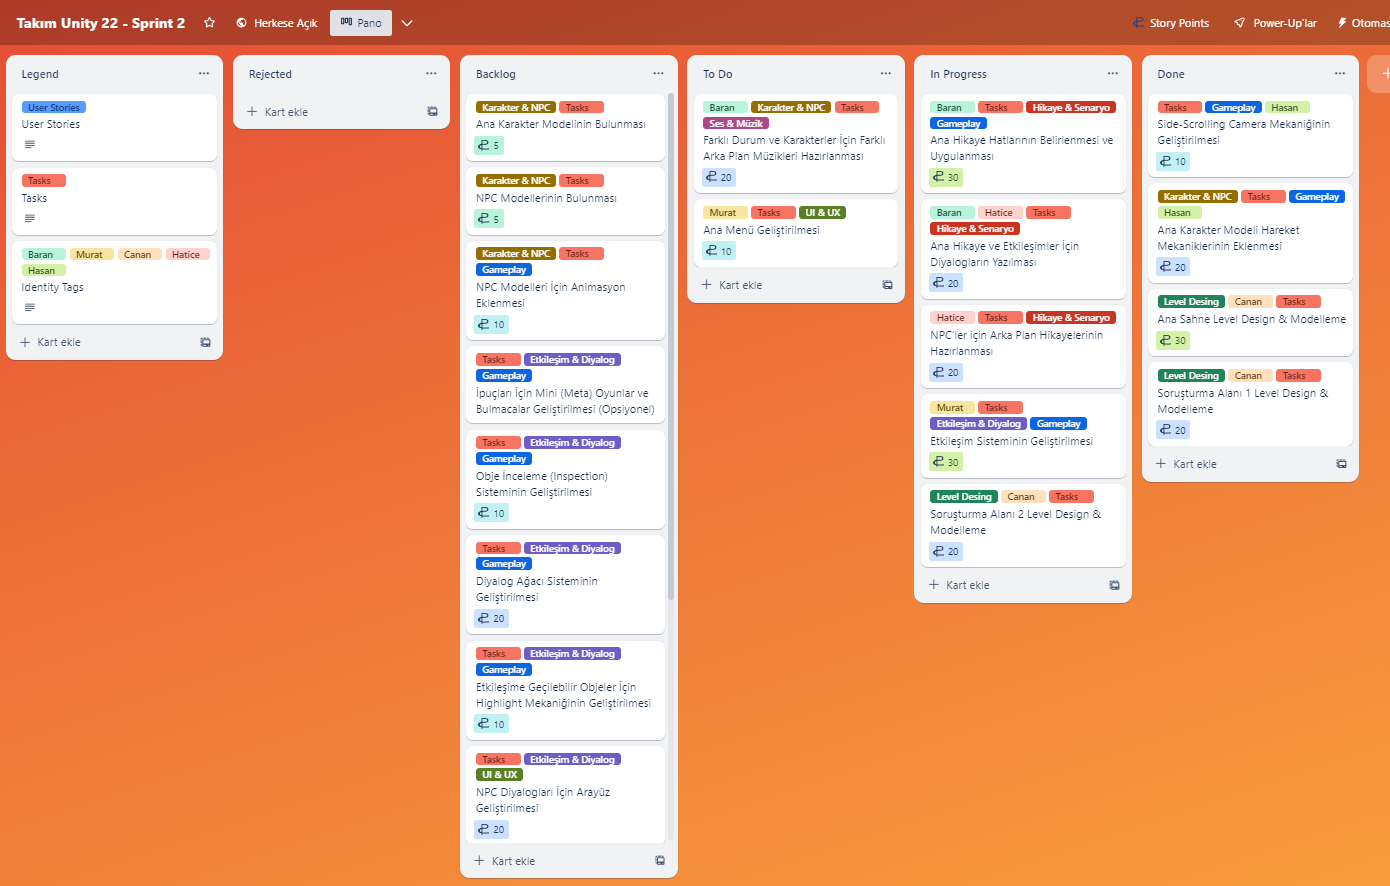 Takım Unity 22 - Sprint 2
Herkese Açık
Pano
Story Points
Power-Up'lar
Otomas
Legend
User Stories
User Stories
Tasks
Tasks
Baran Murat Canan Hatice
Hasan
Identity Tags
Kart ekle
Rejected
Kart ekle
Backlog
Karakter & NPC Tasks
Ana Karakter Modelinin Bulunması
5
Karakter & NPC Tasks
NPC Modellerinin Bulunması
5
Karakter & NPC Tasks
Gameplay
NPC Modelleri İçin Animasyon
Eklenmesi
10
Tasks Etkileşim & Diyalog
Gameplay
İpuçları İçin Mini (Meta) Oyunlar ve
Bulmacalar Geliştirilmesi (Opsiyonel)
Tasks Etkileşim & Diyalog
Gameplay
Obje İnceleme (Inspection)
Sisteminin Geliştirilmesi
10
Tasks Etkileşim & Diyalog
Gameplay
Diyalog Ağacı Sisteminin
Geliştirilmesi
20
Tasks Etkileşim & Diyalog
Gameplay
Etkileşime Geçilebilir Objeler İçin
Highlight Mekaniğinin Geliştirilmesi
10
Tasks Etkileşim & Diyalog
UI & UX
NPC Diyalogları İçin Arayüz
Geliştirilmesi
20
Kart ekle
To Do
Baran Karakter & NPC Tasks
Ses & Müzik
Farklı Durum ve Karakterler İçin Farklı
Arka Plan Müzikleri Hazırlanması
20
Murat Tasks UI & UX
Ana Menü Geliştirilmesi
10
Kart ekle
In Progress
Baran Tasks Hikaye & Senaryo
Gameplay
Ana Hikaye Hatlarının Belirlenmesi ve
Uygulanması
30
Baran Hatice Tasks
Hikaye & Senaryo
Ana Hikaye ve Etkileşimler İçin
Diyalogların Yazılması
20
Hatice Tasks Hikaye & Senaryo
NPC'ler için Arka Plan Hikayelerinin
Hazırlanması
20
Murat Tasks
Etkileşim & Diyalog Gameplay
Etkileşim Sisteminin Geliştirilmesi
30
Level Desing Canan Tasks
Soruşturma Alanı 2 Level Design &
Modelleme
20
Kart ekle
Done
Tasks Gameplay Hasan
Side-Scrolling Camera Mekaniğinin
Geliştirilmesi
10
Karakter & NPC Tasks Gameplay
Hasan
Ana Karakter Modeli Hareket
Mekaniklerinin Eklenmesi
20
Level Desing Canan Tasks
Ana Sahne Level Design & Modelleme
30
Level Desing Canan Tasks
Soruşturma Alanı 1 Level Design &
Modelleme
20
Kart ekle